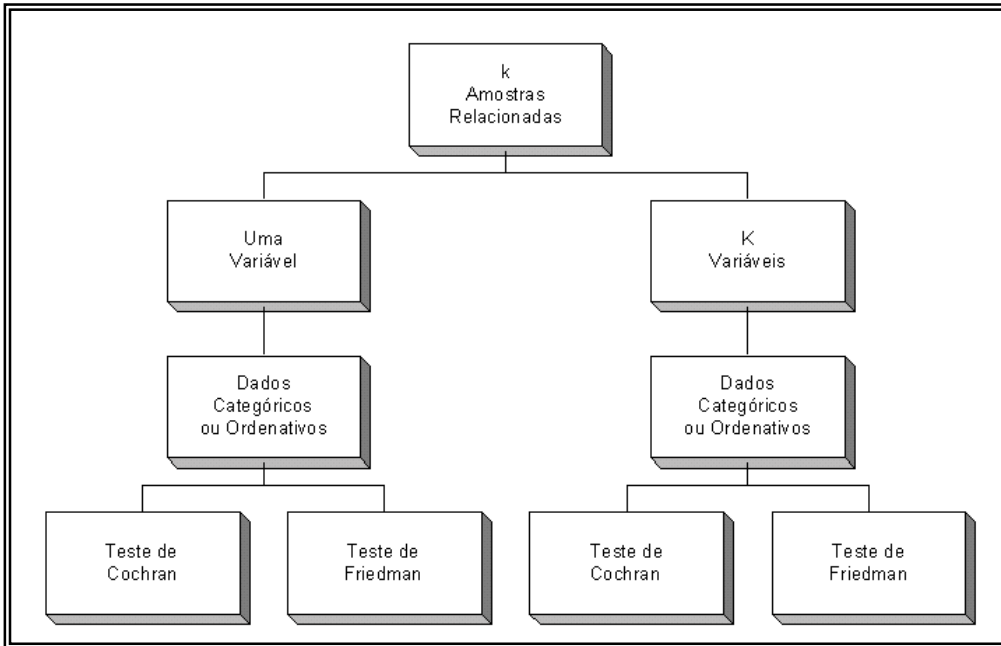 k
Amostras
Relacionadas
Uma
Variável
K
Variáveis
Dados
Categóricos
ou Ordenativos
Dados
Categóricos
ou Ordenativos
Teste de
Cochran
Teste de
Friedman
Teste de
Cochran
Teste de
Friedman